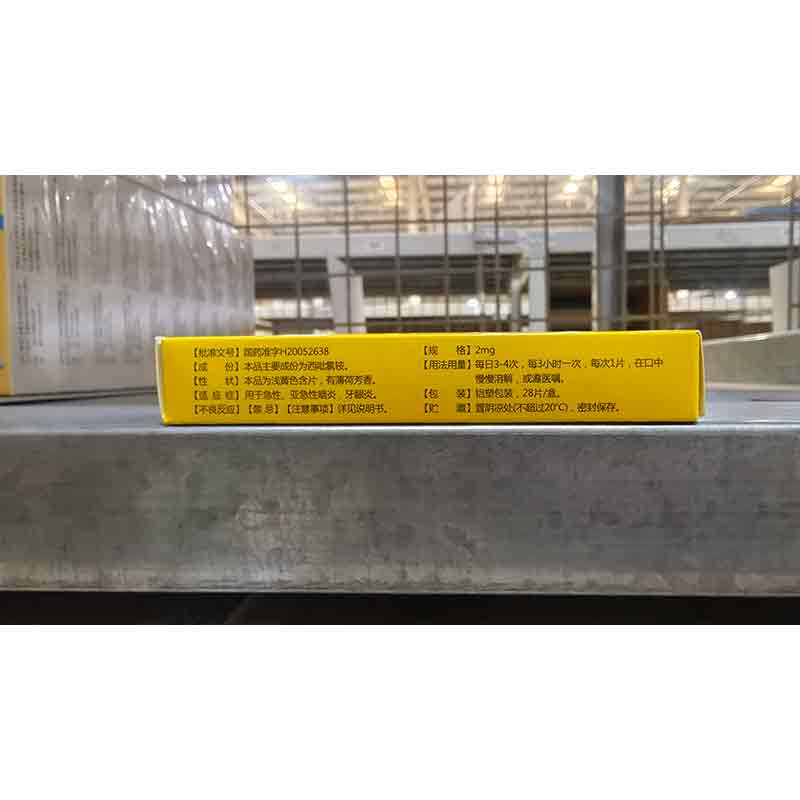 【批准文号】国药准字H20052638
【成 份】本品主要成份为西吡氯铵。
【性 状】本品为浅黄色含片，有薄荷芳香。
【适 应 症】用于急性、亚急性咽炎，牙龈炎。
【不良反应】【禁 忌】【注意事项】详见说明书。
【规 格】2mg
【用法用量】每日3-4次，每3小时一次，每次1片，在口中
慢慢溶解，或遵医嘱。
【包 装】铝塑包装，28片/盒。
【贮 藏】置阴凉处(不超过20°C)，密封保存。